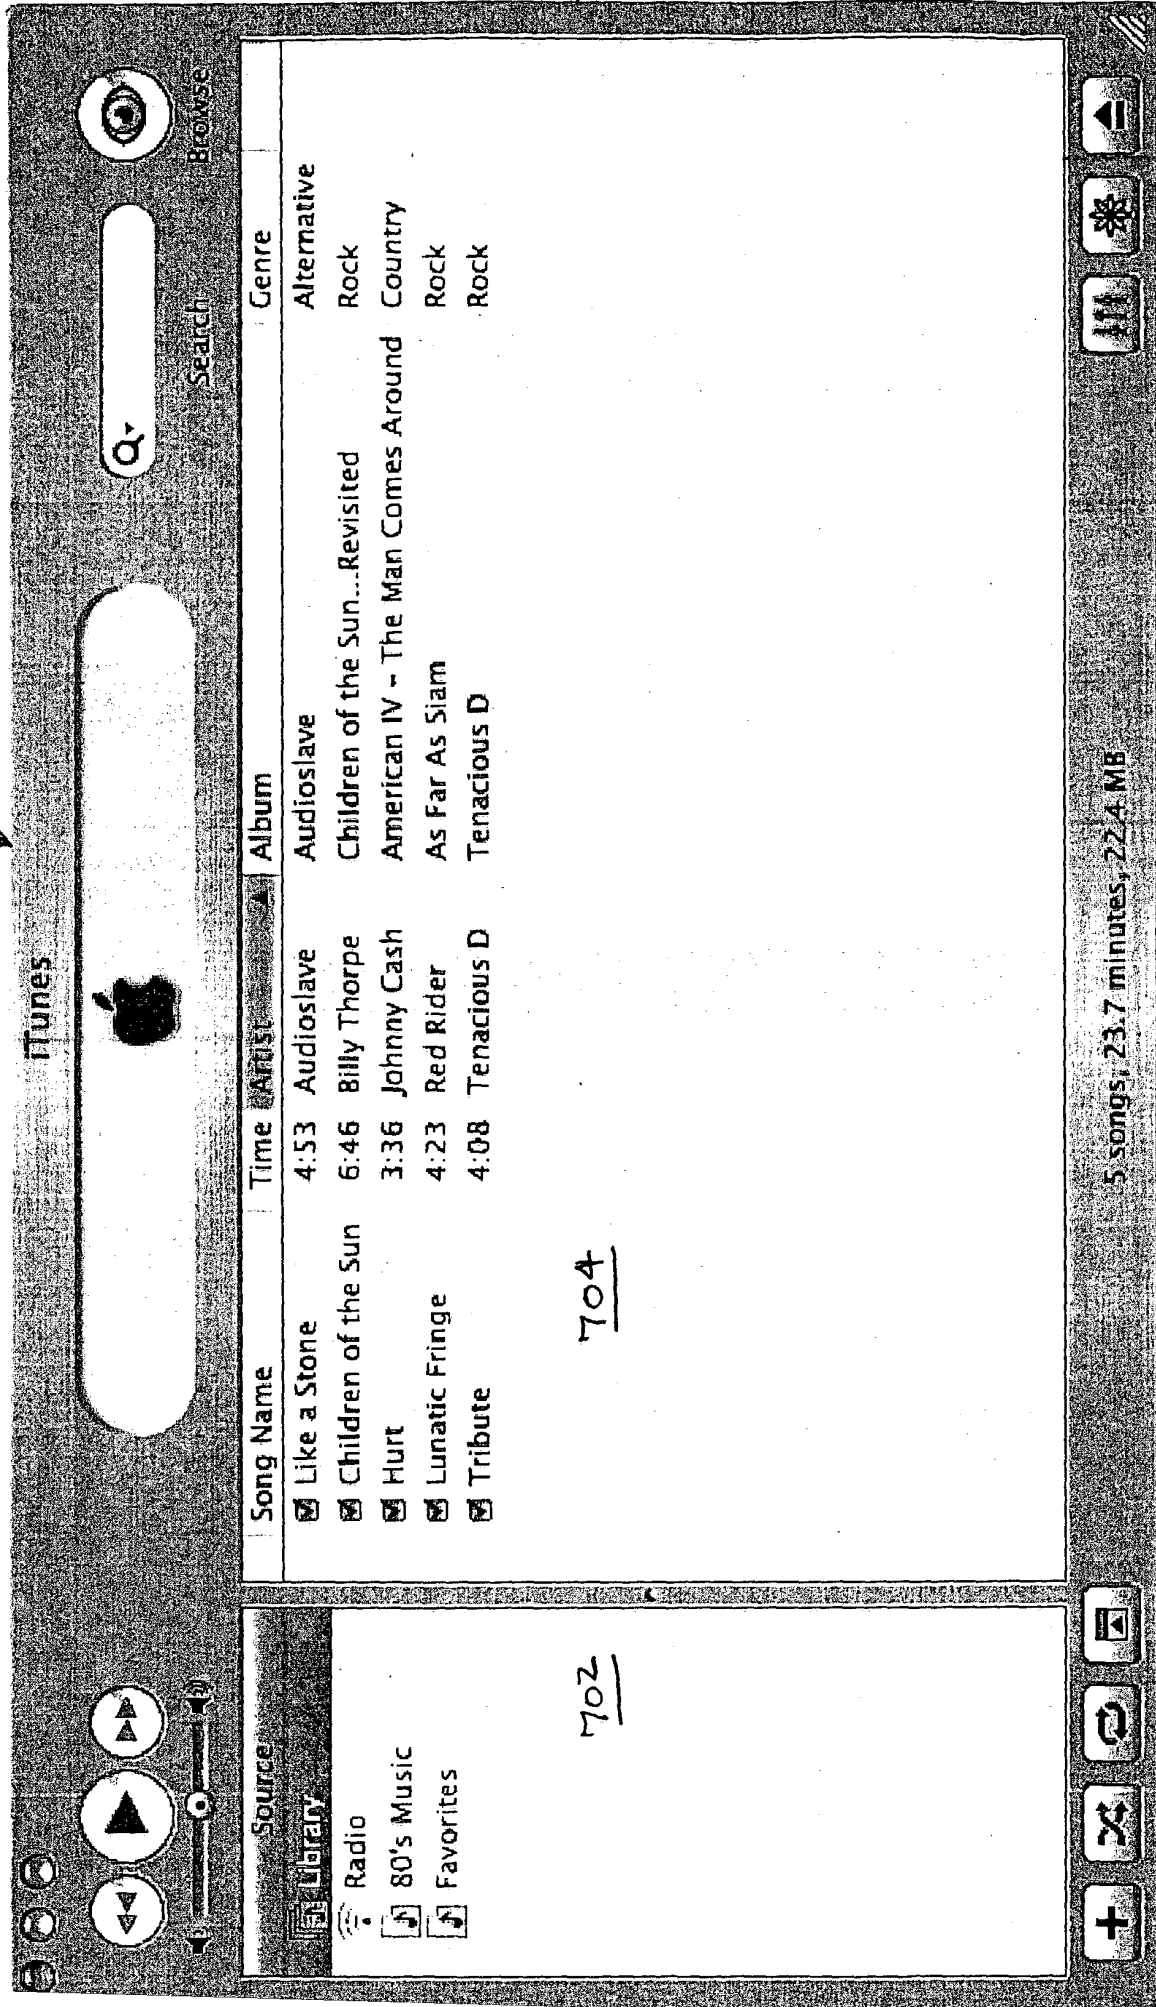 iTunes
Search
Browse
Source
Library
Radio
80's Music
Favorites
702
Song Name Time Artist Album Genre
Like a Stone 4:53 Audioslave Audioslave Alternative
Children of the Sun 6:46 Billy Thorpe Children of the Sun...Revisited Rock
Hurt 3:36 Johnny Cash American IV – The Man Comes Around Country
Lunatic Fringe 4:23 Red Rider As Far As Siam Rock
Tribute 4:08 Tenacious D Tenacious D Rock
704
5 songs, 23.7 minutes, 22.4 MB